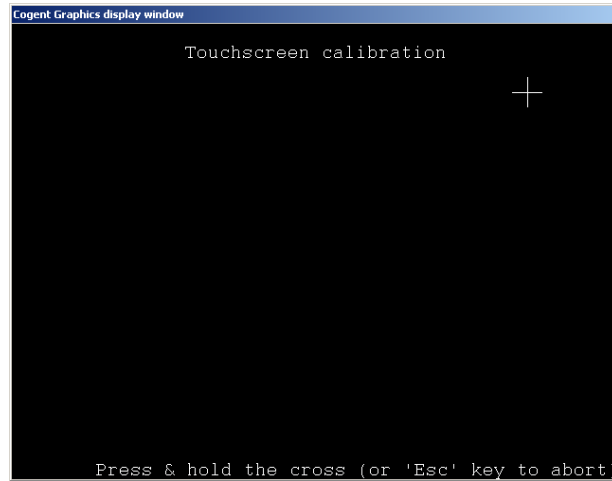 Cogent Graphics display window
Touchscreen calibration
Press & hold the cross (or 'Esc' key to abort)